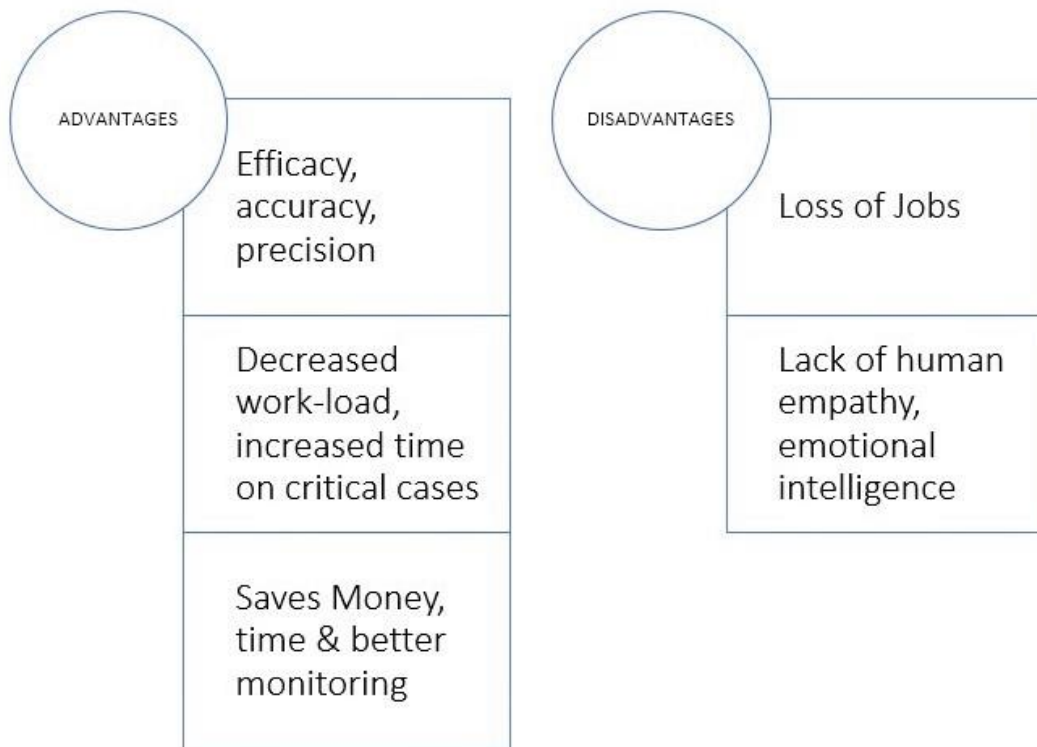 ADVANTAGES
Efficacy,
accuracy,
precision
Decreased
work-load,
increased time
on critical cases
Saves Money,
time & better
monitoring
DISADVANTAGES
Loss of Jobs
Lack of human
empathy,
emotional
intelligence